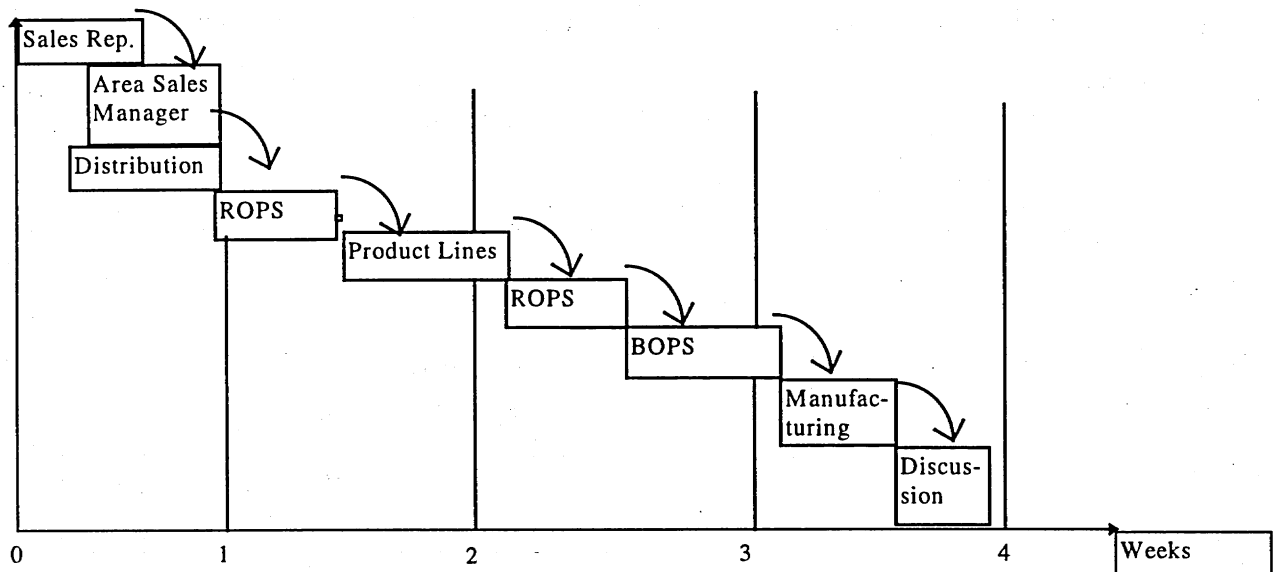 Sales Rep.
Area Sales
Manager
Distribution
ROPS
Product Lines
ROPS
BOPS
Manufac-
turing
Discus-
sion
0 1 2 3 4 Weeks